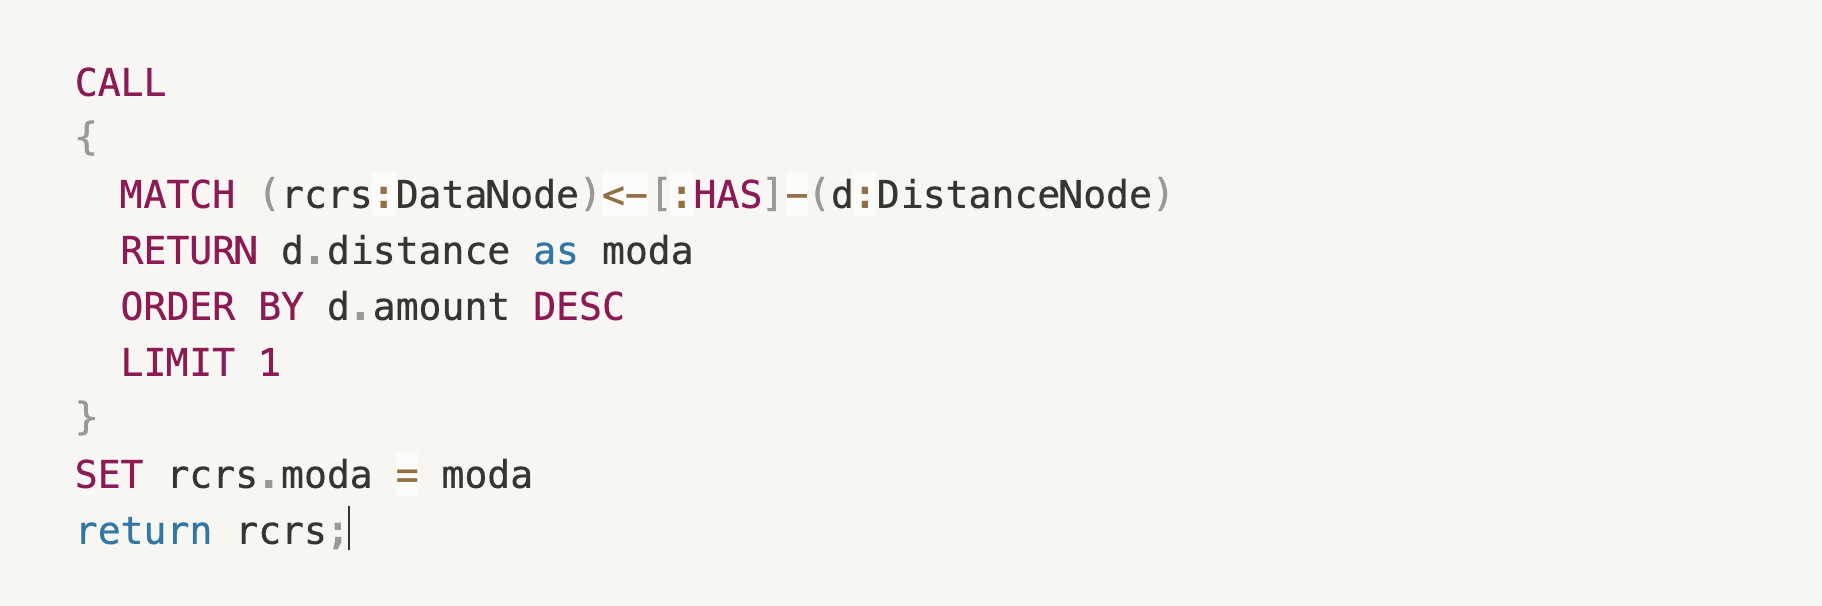 CALL
{
  MATCH (rcrs:DataNode)<-[:HAS]-(d:DistanceNode)
  RETURN d.distance as moda
  ORDER BY d.amount DESC
  LIMIT 1
}
SET rcrs.moda = moda
return rcrs;